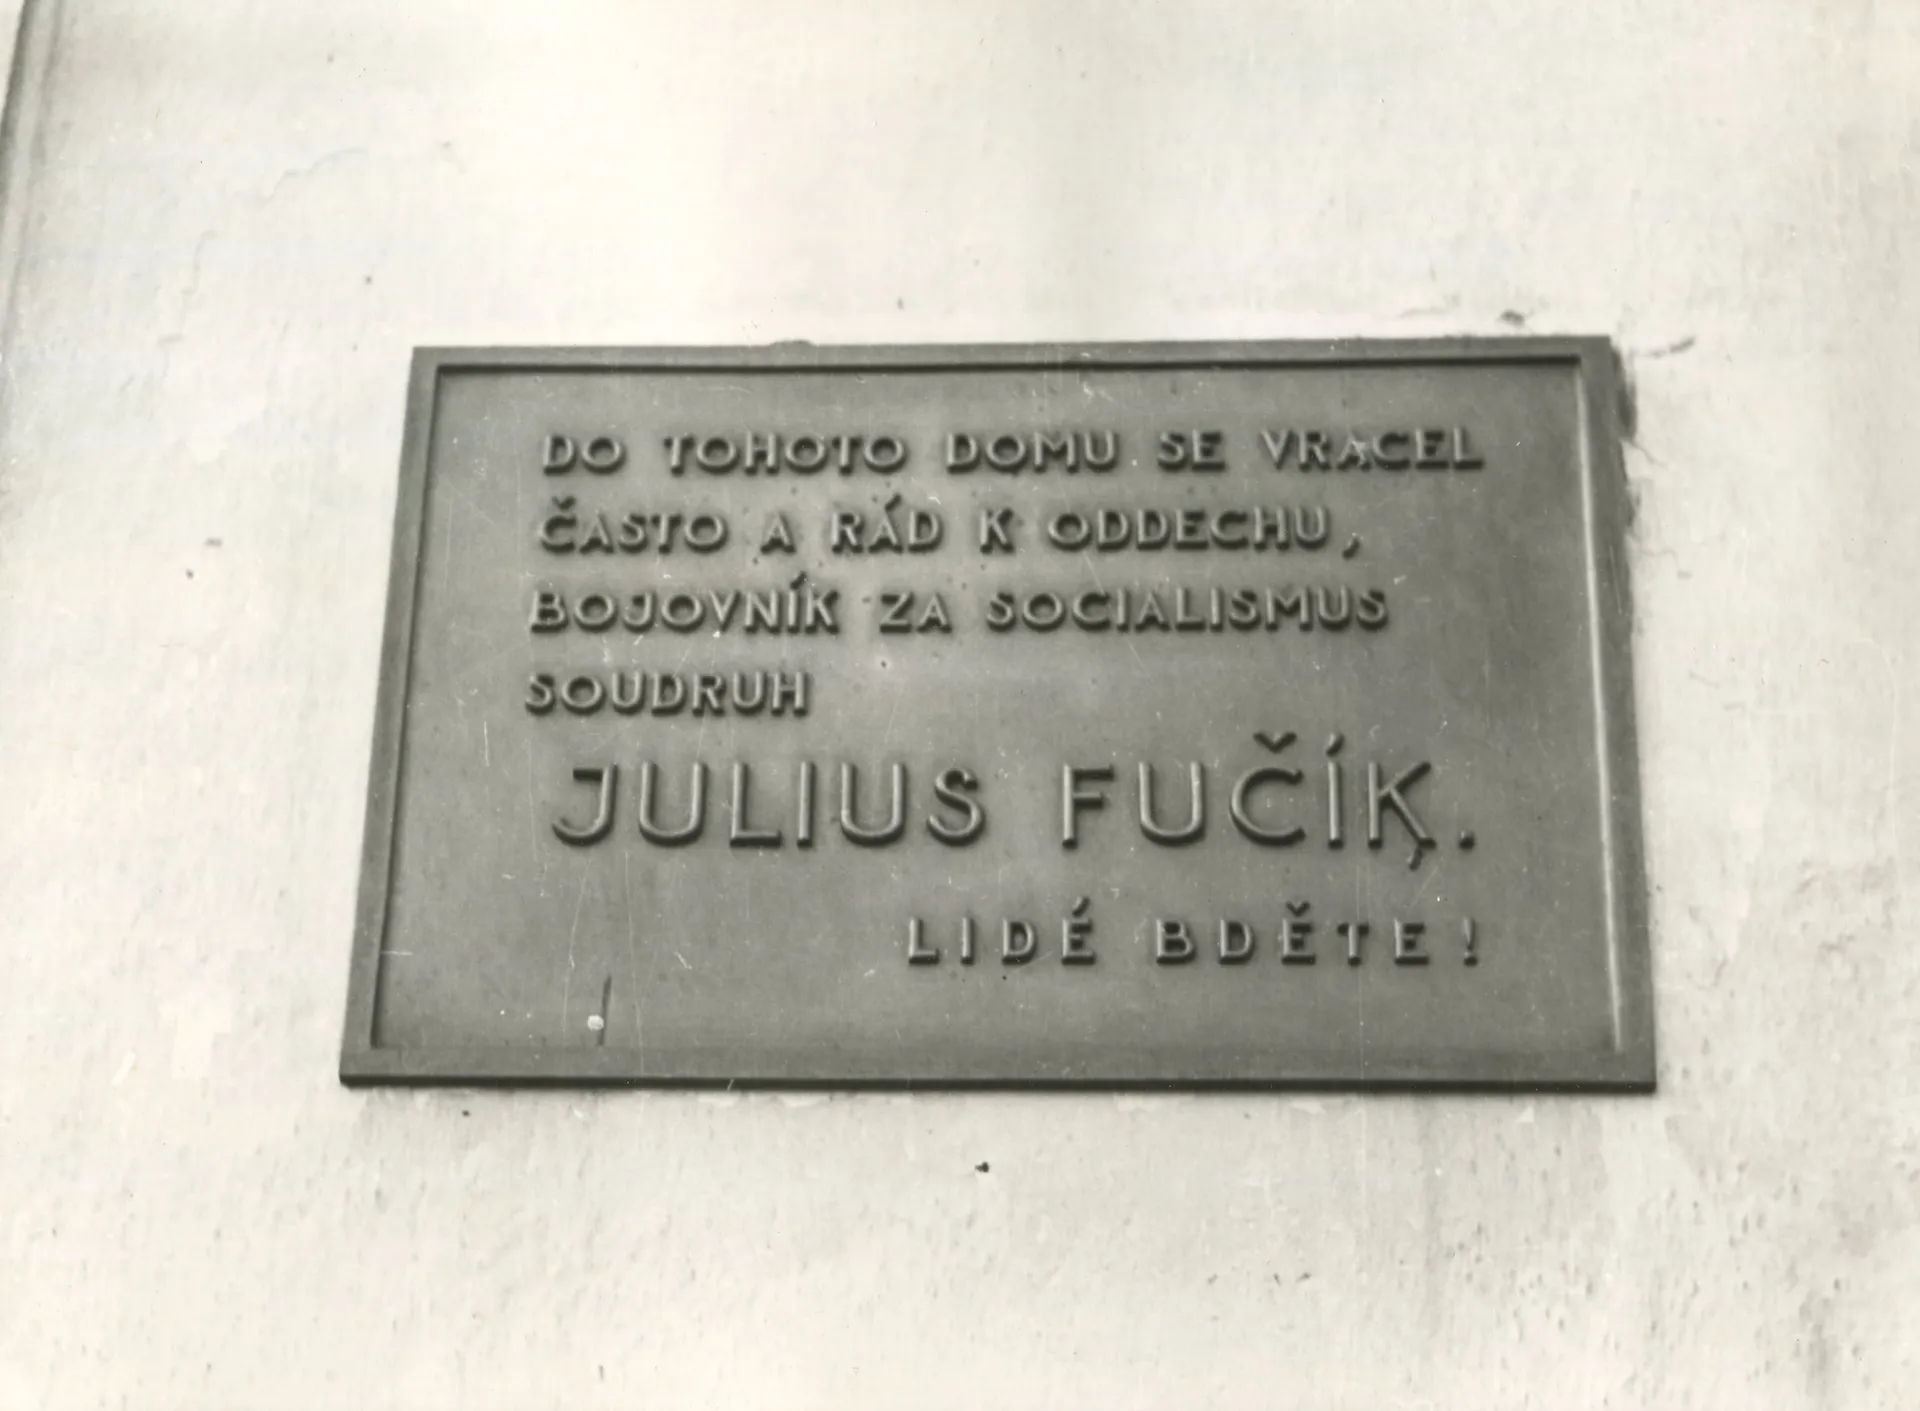 DO TOHOTO DOMU SE VRACEL
ČASTO A RÁD K ODDECHU,
BOJOVNÍK ZA SOCIALISMUS
SOUDRUH
JULIUS FUČÍK.
LIDÉ BDĚTE!